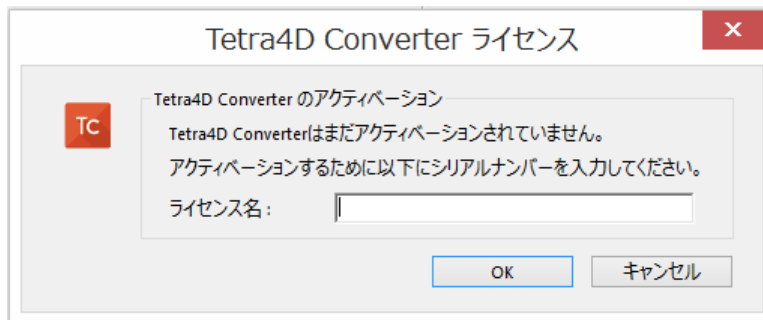 Tetra4D Converter ライセンス
Tetra4D Converter のアクティベーション
TC
Tetra4D Converterはまだアクティベーションされていません。
アクティベーションするために以下にシリアルナンバーを入力してください。
ライセンス名：
OK キャンセル